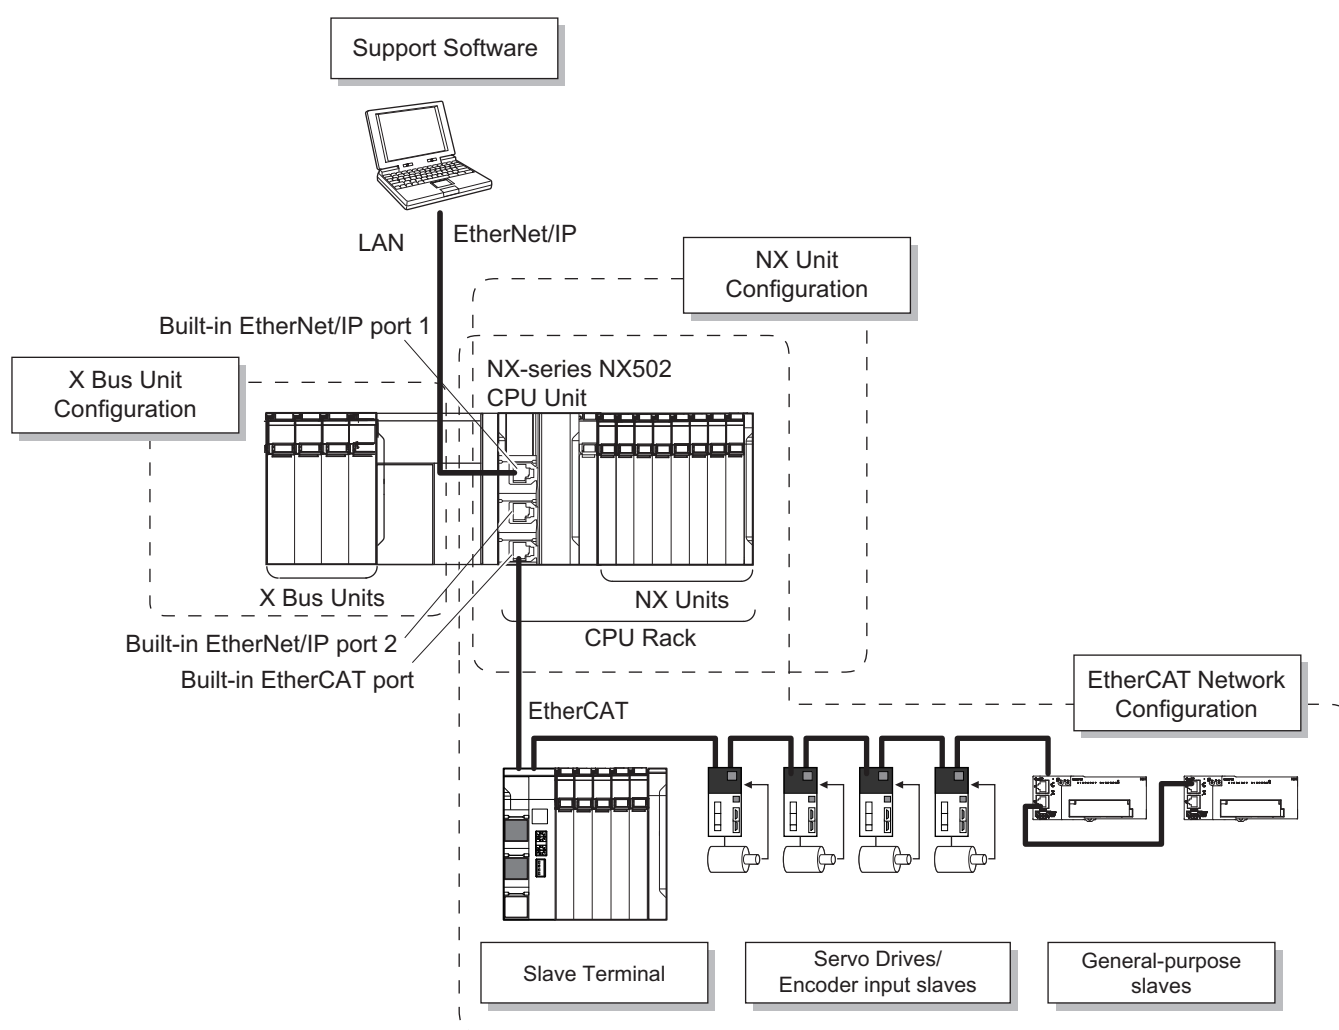 Support Software
LAN
EtherNet/IP
NX Unit
Configuration
Built-in EtherNet/IP port 1
X Bus Unit
Configuration
NX-series NX502
CPU Unit
X Bus Units
NX Units
CPU Rack
Built-in EtherNet/IP port 2
Built-in EtherCAT port
EtherCAT Network
Configuration
EtherCAT
Slave Terminal
Servo Drives/
Encoder input slaves
General-purpose
slaves